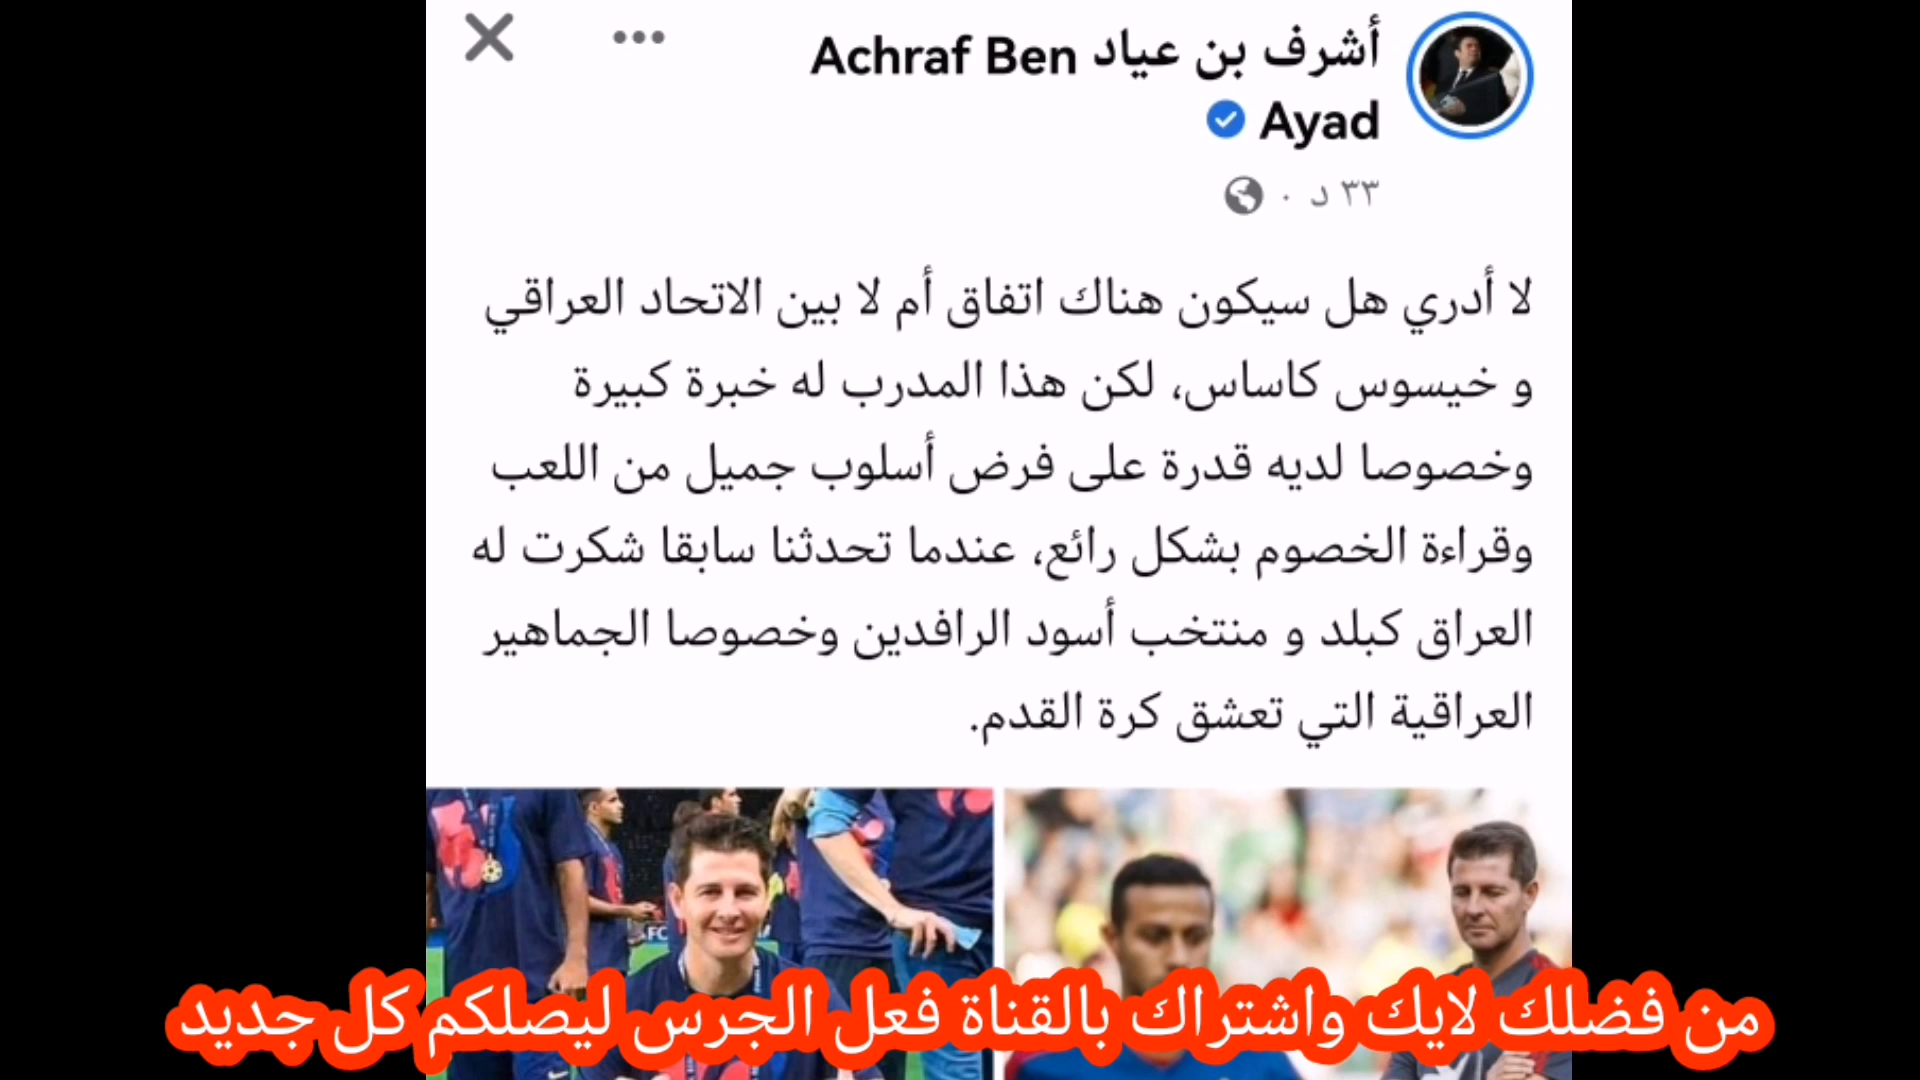 أشرف بن عياد Achraf Ben
Ayad
٣٣ د ·
لا أدري هل سيكون هناك اتفاق أم لا بين الاتحاد العراقي
و خيسوس كاساس، لكن هذا المدرب له خبرة كبيرة
وخصوصا لديه قدرة على فرض أسلوب جميل من اللعب
وقراءة الخصوم بشكل رائع، عندما تحدثنا سابقا شكرت له
العراق كبلد و منتخب أسود الرافدين وخصوصا الجماهير
العراقية التي تعشق كرة القدم.
FC
من فضلك لايك واشتراك بالقناة فعل الجرس ليصلكم كل جديد